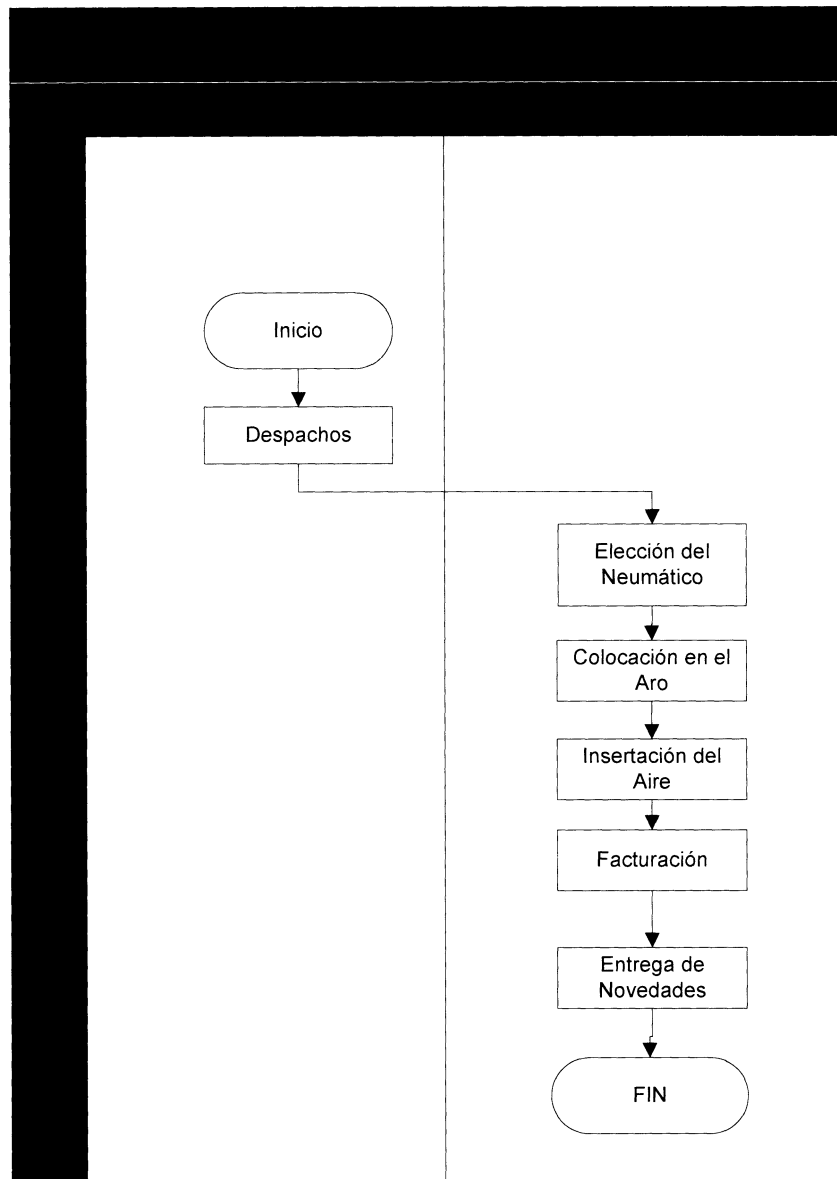 Inicio
Despachos
Elección del
Neumático
Colocación en el
Aro
Insertación del
Aire
Facturación
Entrega de
Novedades
FIN